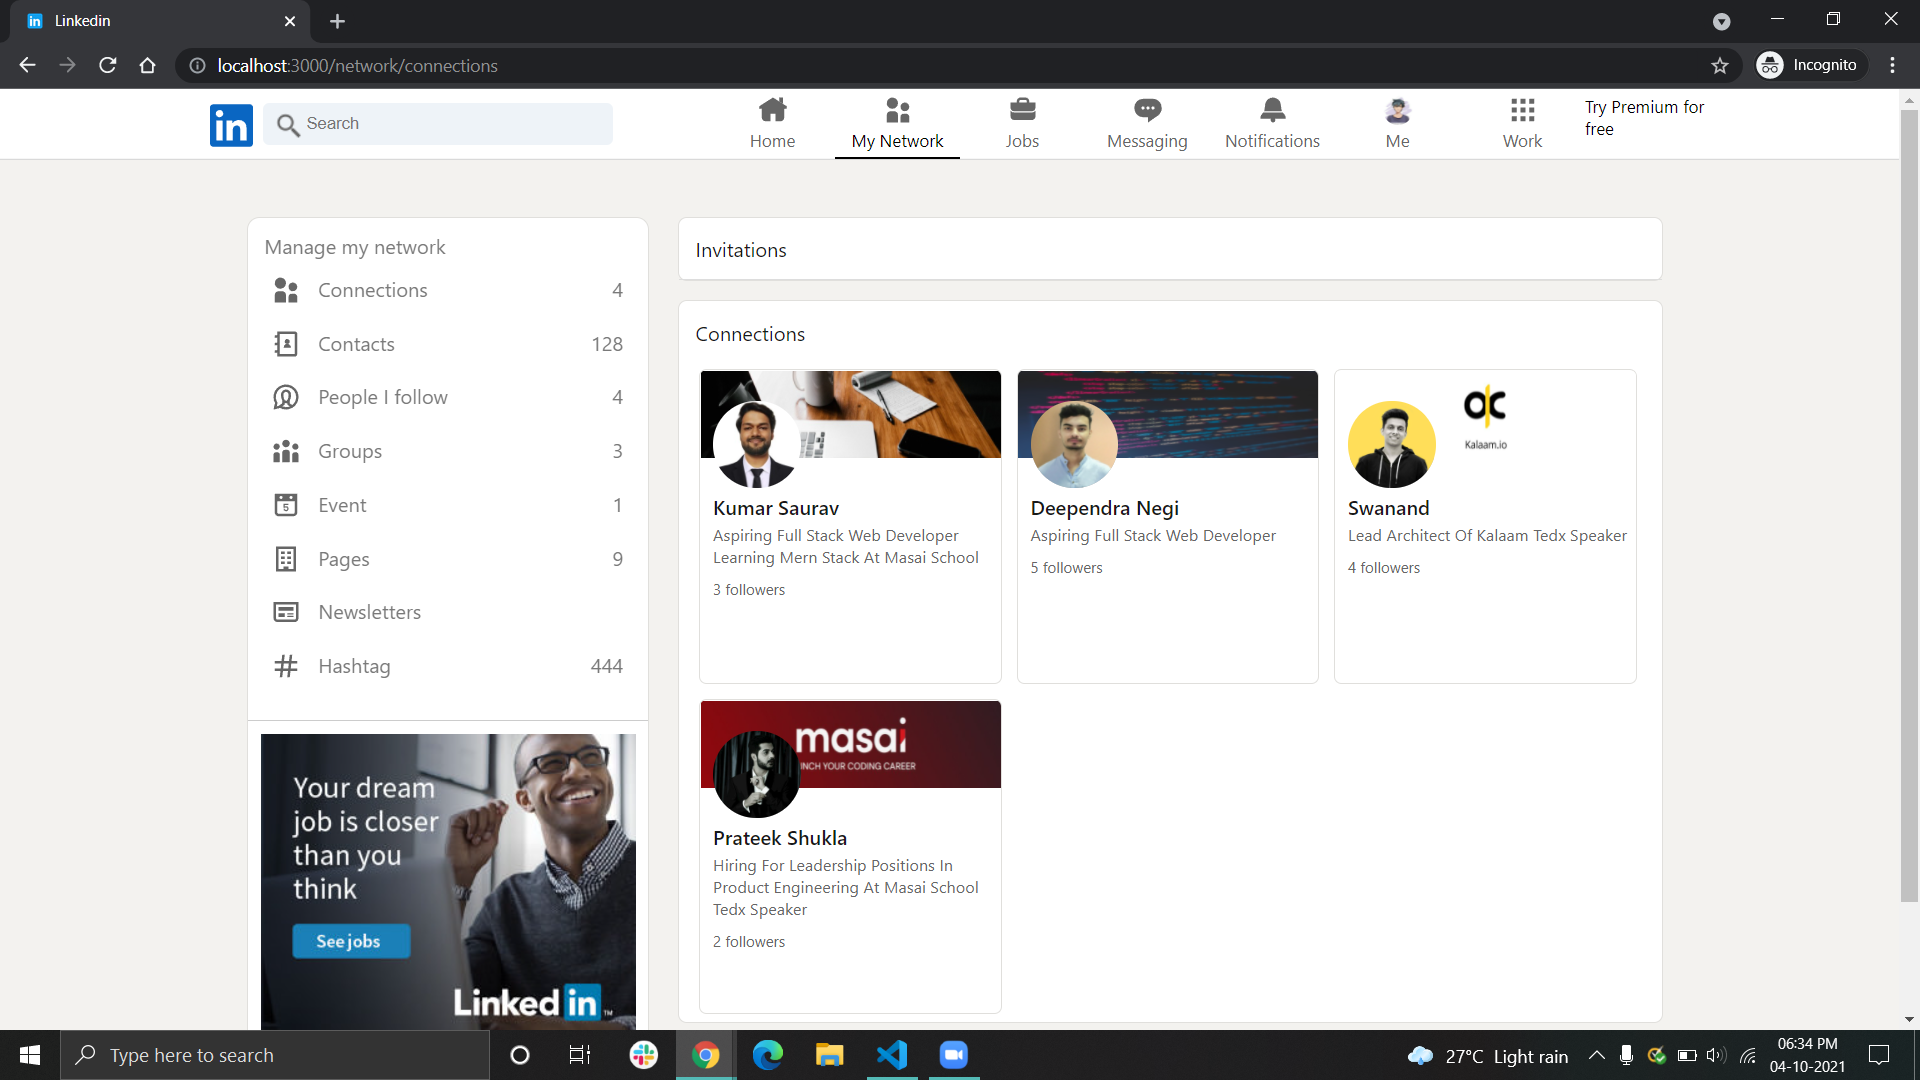 Linkedin
localhost:3000/network/connections
Incognito
in
Search
Home
My Network
Jobs
Messaging
Notifications
Me
Work
Try Premium for
free
Manage my network
Connections 4
Contacts 128
People I follow 4
Groups 3
5
Event 1
Pages 9
Newsletters
Hashtag 444
Your dream
job is closer
than you
think
See jobs
Linked in ™
Invitations
Connections
Kumar Saurav
Aspiring Full Stack Web Developer
Learning Mern Stack At Masai School
3 followers
Deependra Negi
Aspiring Full Stack Web Developer
5 followers
Kalaam.io
Swanand
Lead Architect Of Kalaam Tedx Speaker
4 followers
masai
NCH YOUR CODING CAREER
Prateek Shukla
Hiring For Leadership Positions In
Product Engineering At Masai School
Tedx Speaker
2 followers
Type here to search
27°C Light rain
06:34 PM
04-10-2021